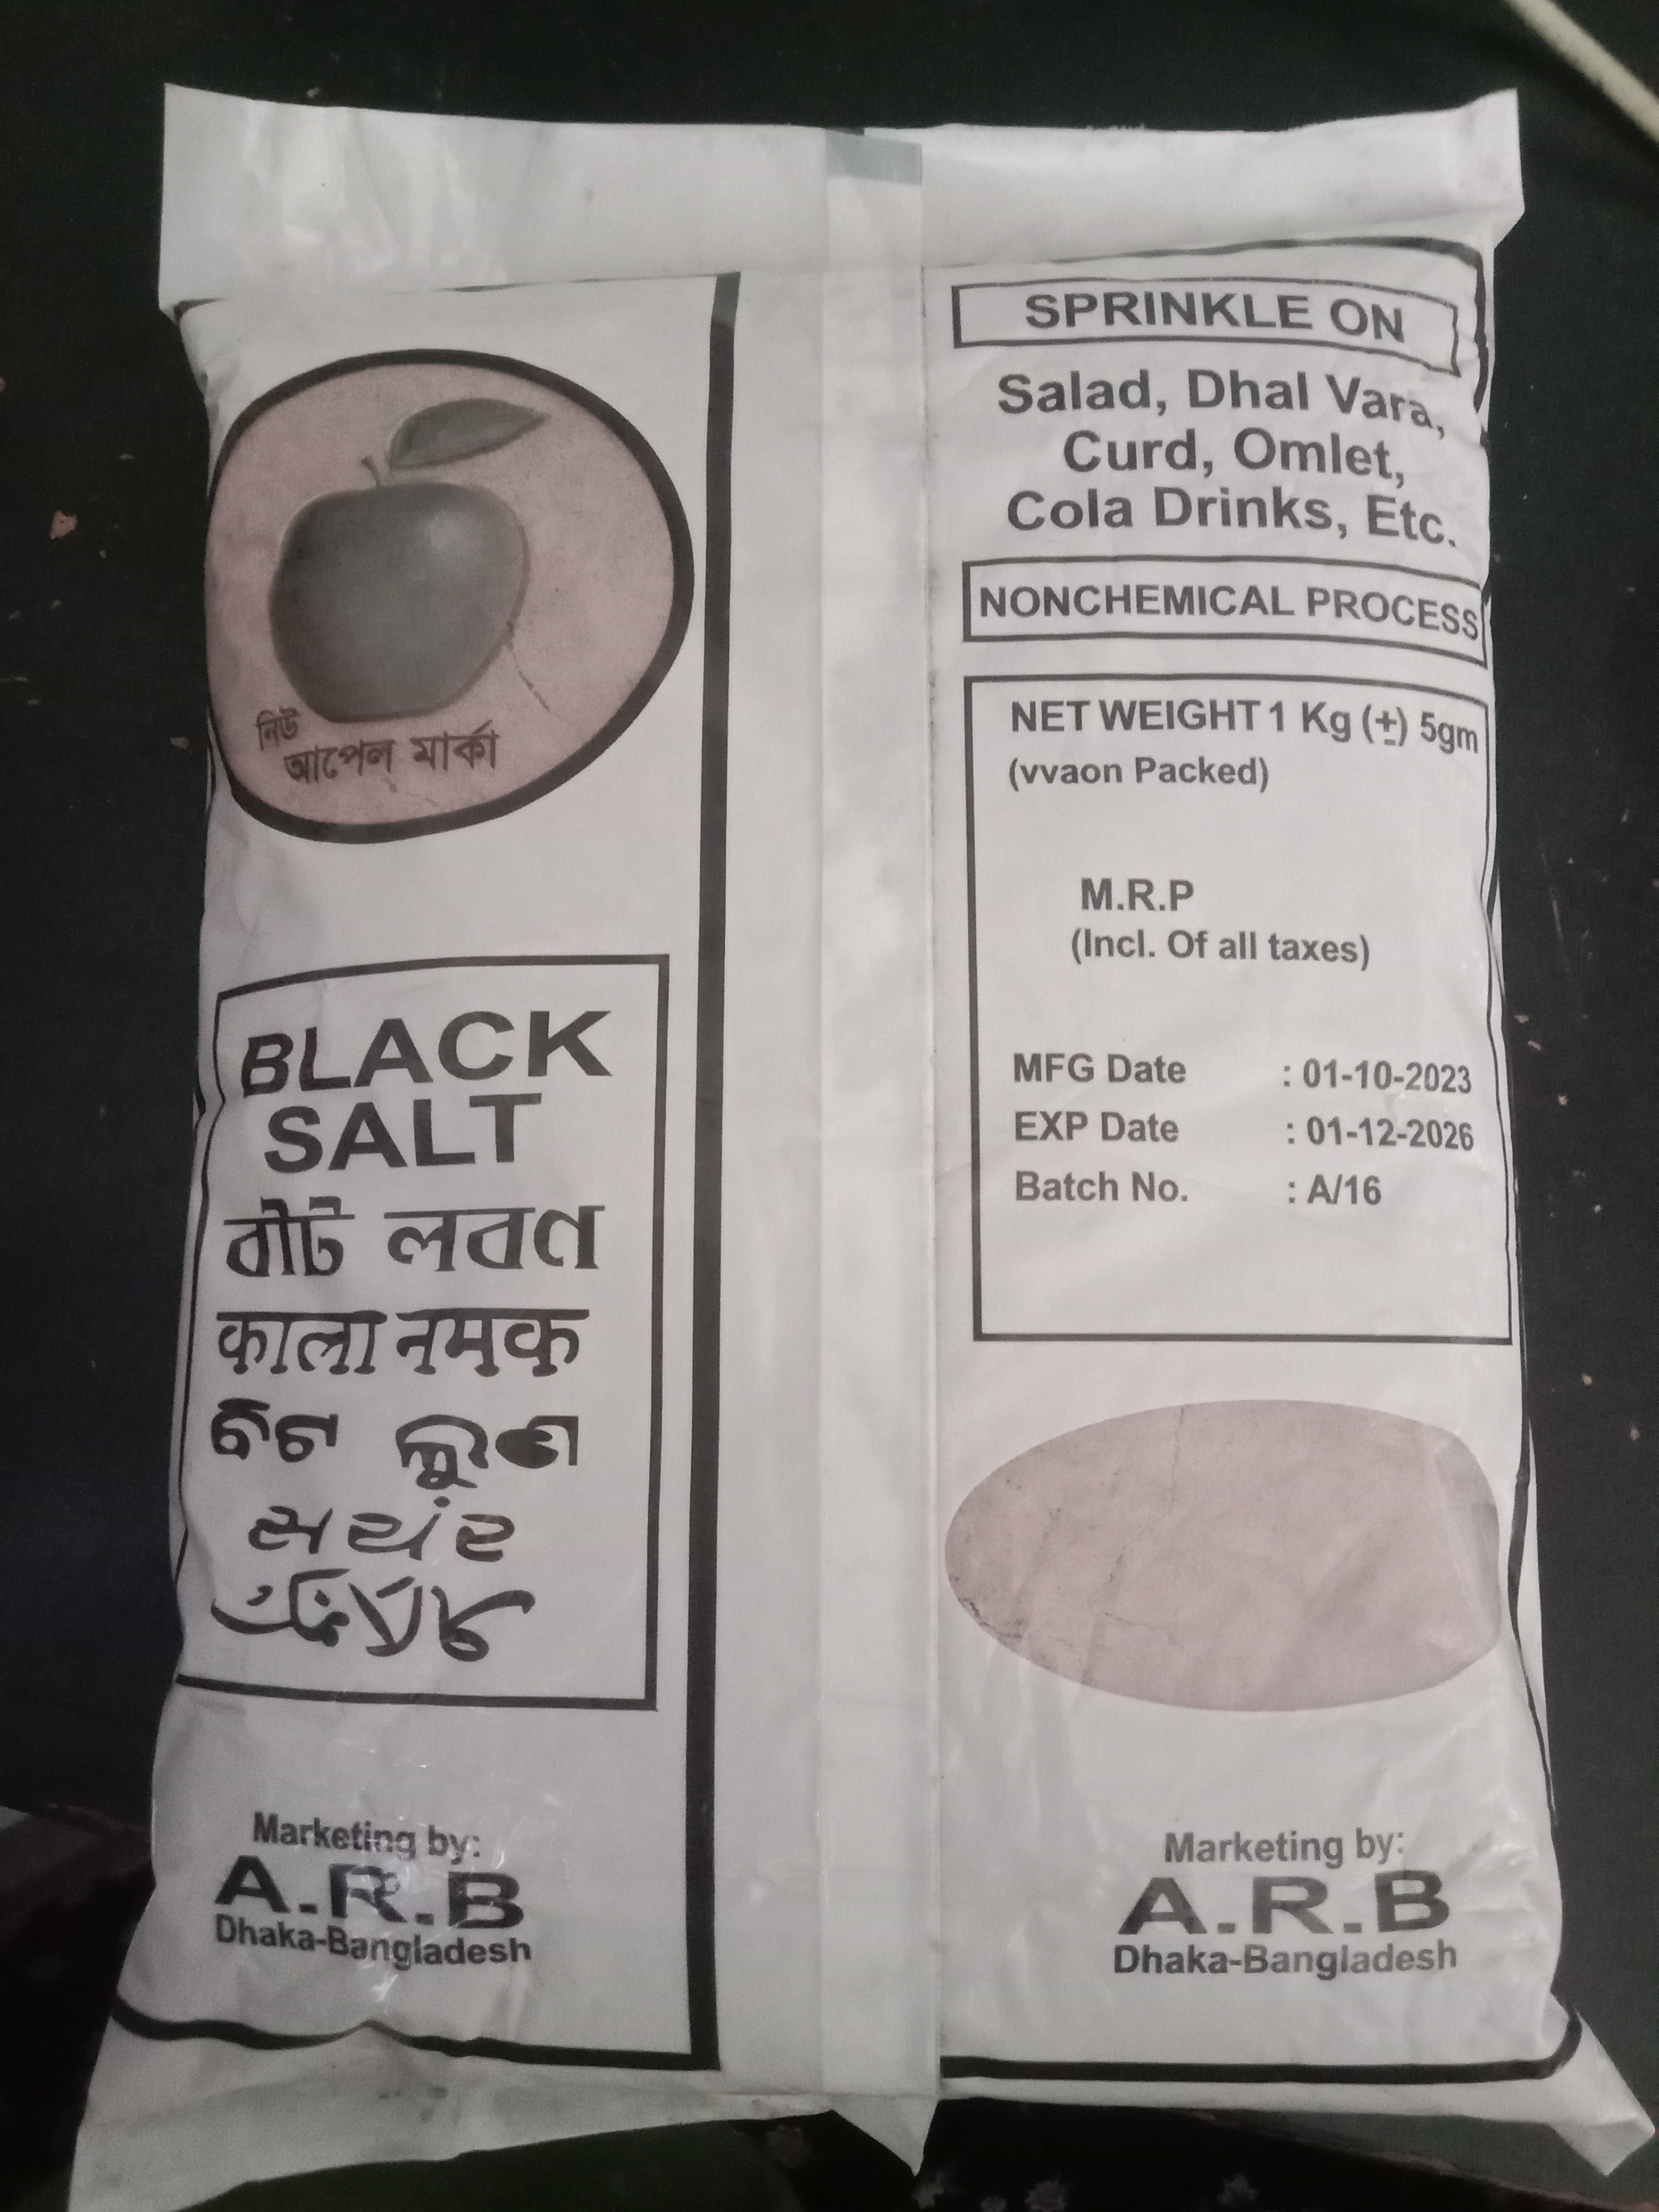 নিউ
আপেল মার্কা
BLACK
SALT
বীট লবণ
काला नमक
ବିଟ ଲୁଣ
Marketing by:
A.R.B
Dhaka-Bangladesh
SPRINKLE ON
Salad, Dhal Vara,
Curd, Omlet,
Cola Drinks, Etc.
NONCHEMICAL PROCESS
NET WEIGHT 1 Kg (±) 5gm
(vvaon Packed)
M.R.P
(Incl. Of all taxes)
MFG Date : 01-10-2023
EXP Date : 01-12-2026
Batch No. : A/16
Marketing by:
A.R.B
Dhaka-Bangladesh